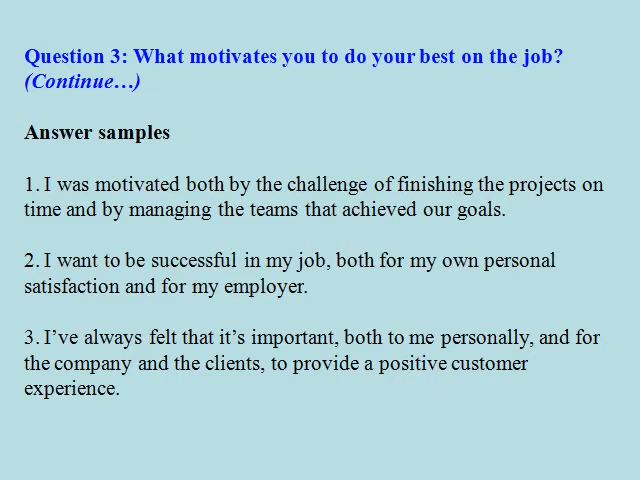 Question 3: What motivates you to do your best on the job?
(Continue…)
Answer samples
1. I was motivated both by the challenge of finishing the projects on
time and by managing the teams that achieved our goals.
2. I want to be successful in my job, both for my own personal
satisfaction and for my employer.
3. I’ve always felt that it’s important, both to me personally, and for
the company and the clients, to provide a positive customer
experience.